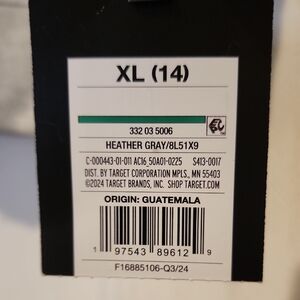 XL (14)
332 03 5006
HEATHER GRAY/8L51X9
C-000443-01-011 AC16 50A01-0225 S413-0017
DIST. BY TARGET CORPORATION MPLS., MN 55403
©2024 TARGET BRANDS, INC. SHOP TARGET.COM
ORIGIN: GUATEMALA
1 97543 89612 9
F16885106-Q3/24